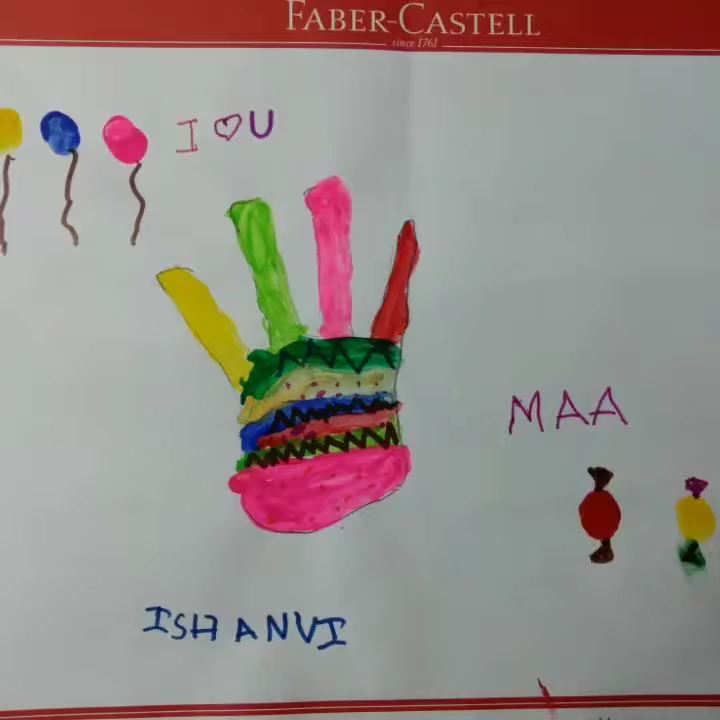 FABER-CASTELL
since 1761
I ♡ U
MAA
ISHANVI